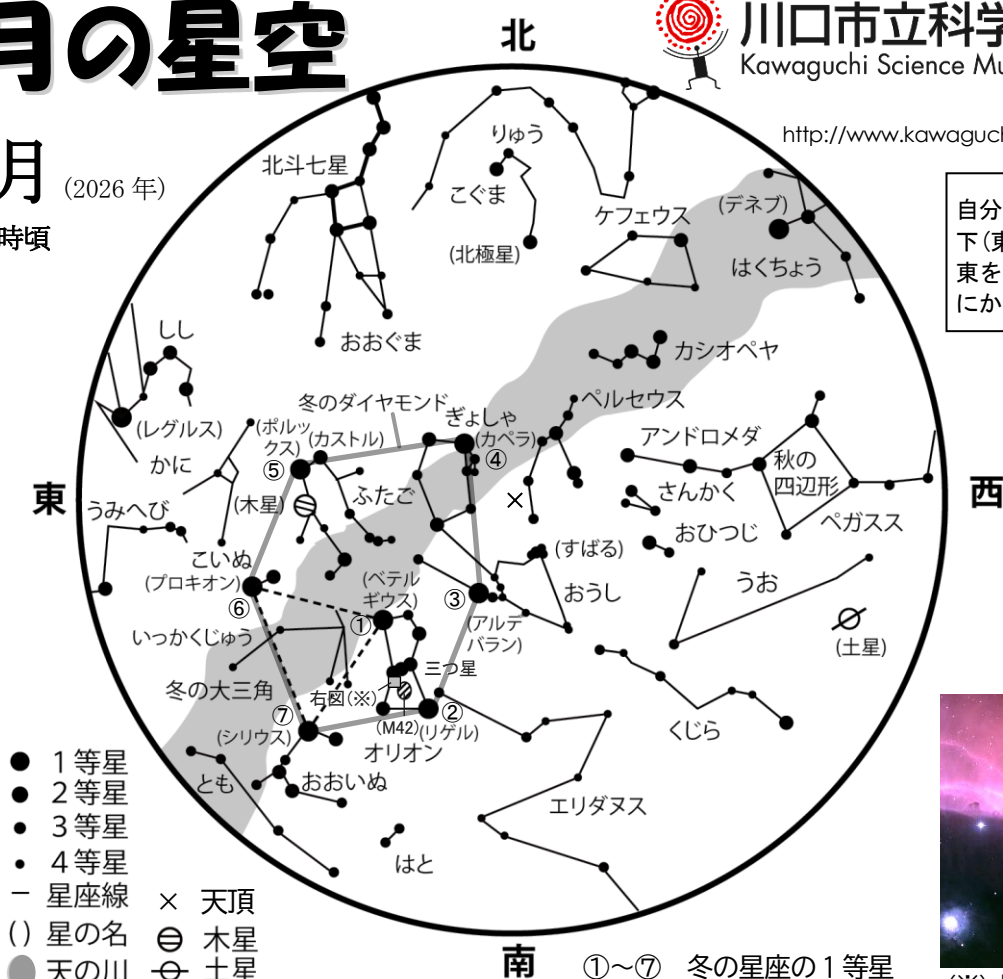 月の星空
川口市立科学
Kawaguchi Science Mu
http://www.kawaguch
月 (2026 年)
時頃
自分
下(東
東を
にか
北
りゅう
北斗七星
こぐま
(北極星)
ケフェウス
(デネブ)
はくちょう
おおぐま
しし
(レグルス)
カシオペヤ
冬のダイヤモンド
ペルセウス
ぎょしゃ
(カペラ)
④
(ポルッ
クス)
(カストル)
⑤
かに
アンドロメダ
秋の
四辺形
ペガスス
さんかく
おひつじ
東
西
うみへび
(木星)
ふたご
×
(すばる)
おうし
うお
こいぬ
(プロキオン)
⑥
(ベテル
ギウス)
①
③
(アルデ
バラン)
(土星)
いっかくじゅう
三つ星
冬の大三角
右図(※)
⑦
(シリウス)
(M42)
(リゲル)
②
オリオン
くじら
とも
おおいぬ
エリダヌス
はと
南
1等星
2等星
3等星
4等星
星座線
() 星の名
天の川
× 天頂
木星
土星
①～⑦ 冬の星座の1等星